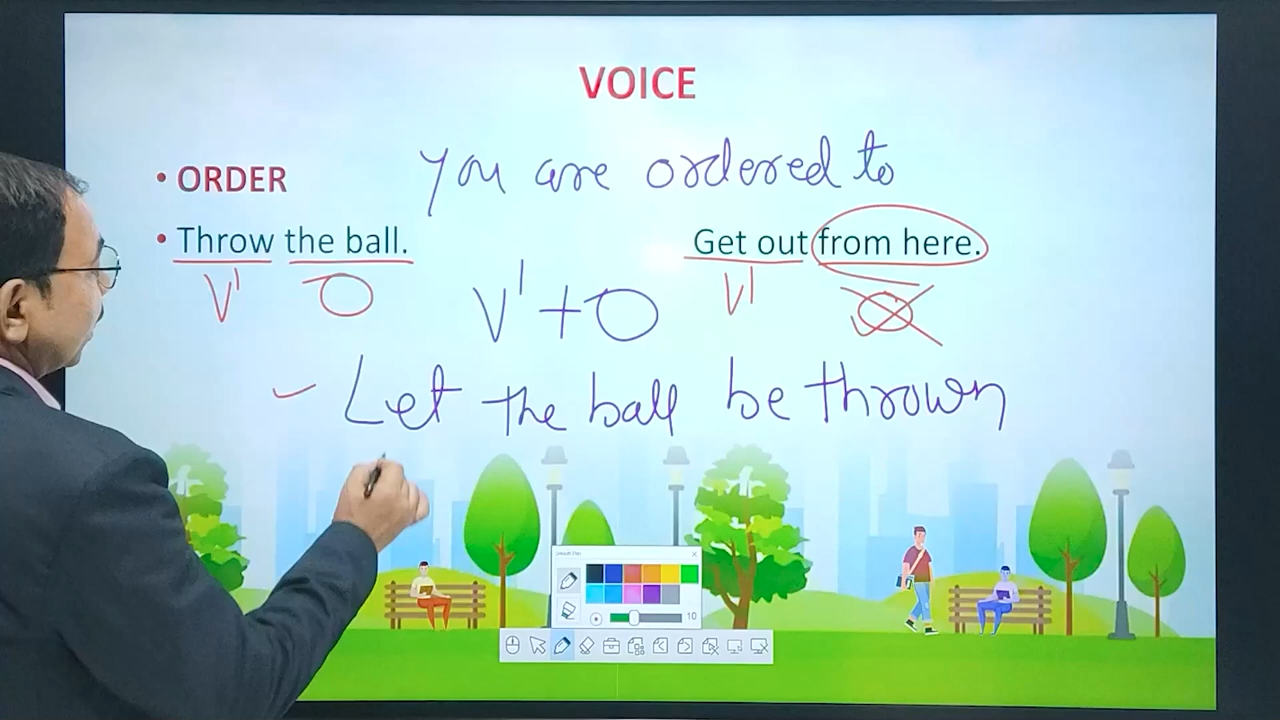 VOICE
• ORDER
You are ordered to
• Throw the ball.
Get out from here.
V¹ O
V¹+O
V¹ O
Let the ball be thrown
10